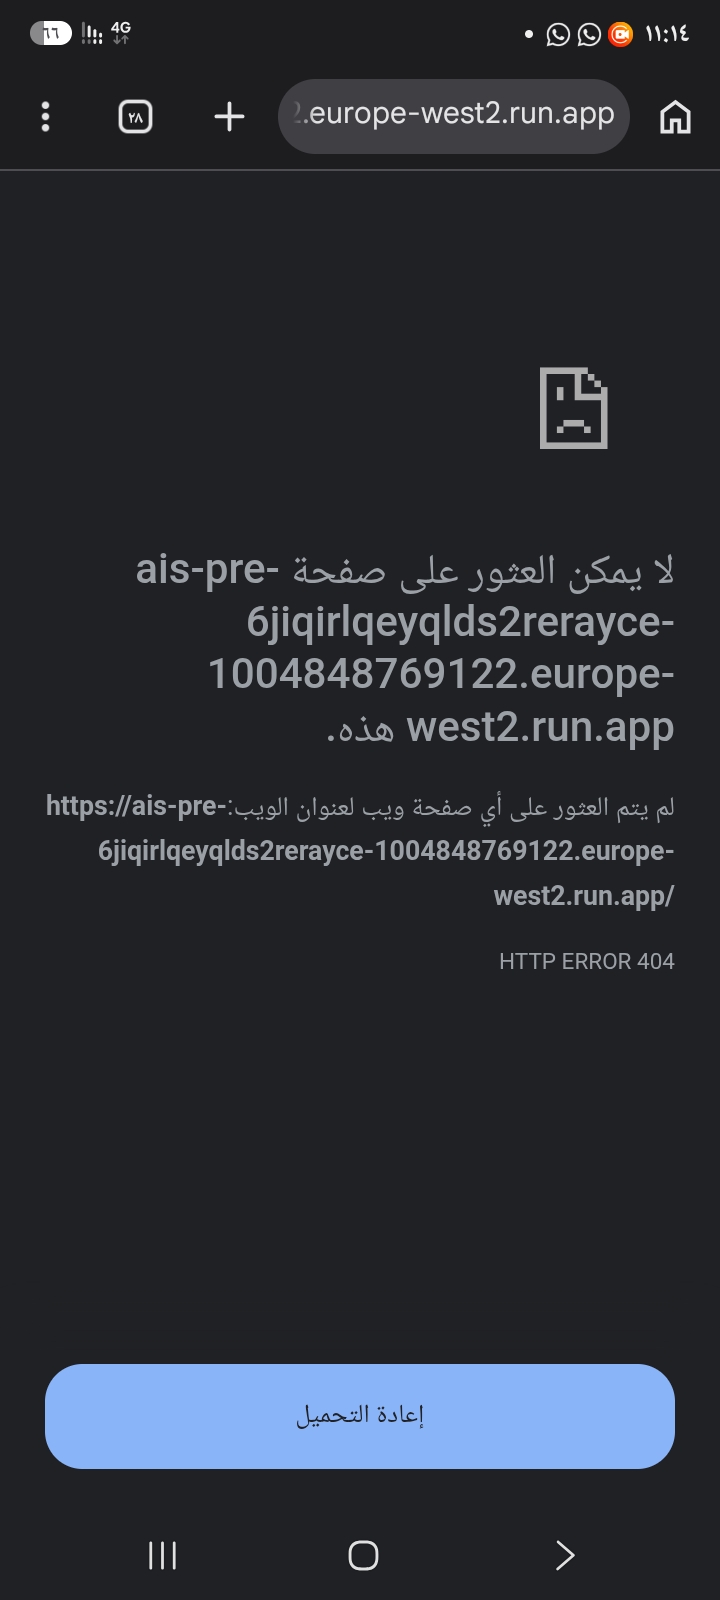 ٦٦
4G
١١:١٤
٢٨
2.europe-west2.run.app
لا يمكن العثور على صفحة ais-pre-
6jiqirlqeyqlds2rerayce-
1004848769122.europe-
west2.run.app هذه.
لم يتم العثور على أي صفحة ويب لعنوان الويب:https://ais-pre-
6jiqirlqeyqlds2rerayce-1004848769122.europe-
west2.run.app/
HTTP ERROR 404
إعادة التحميل